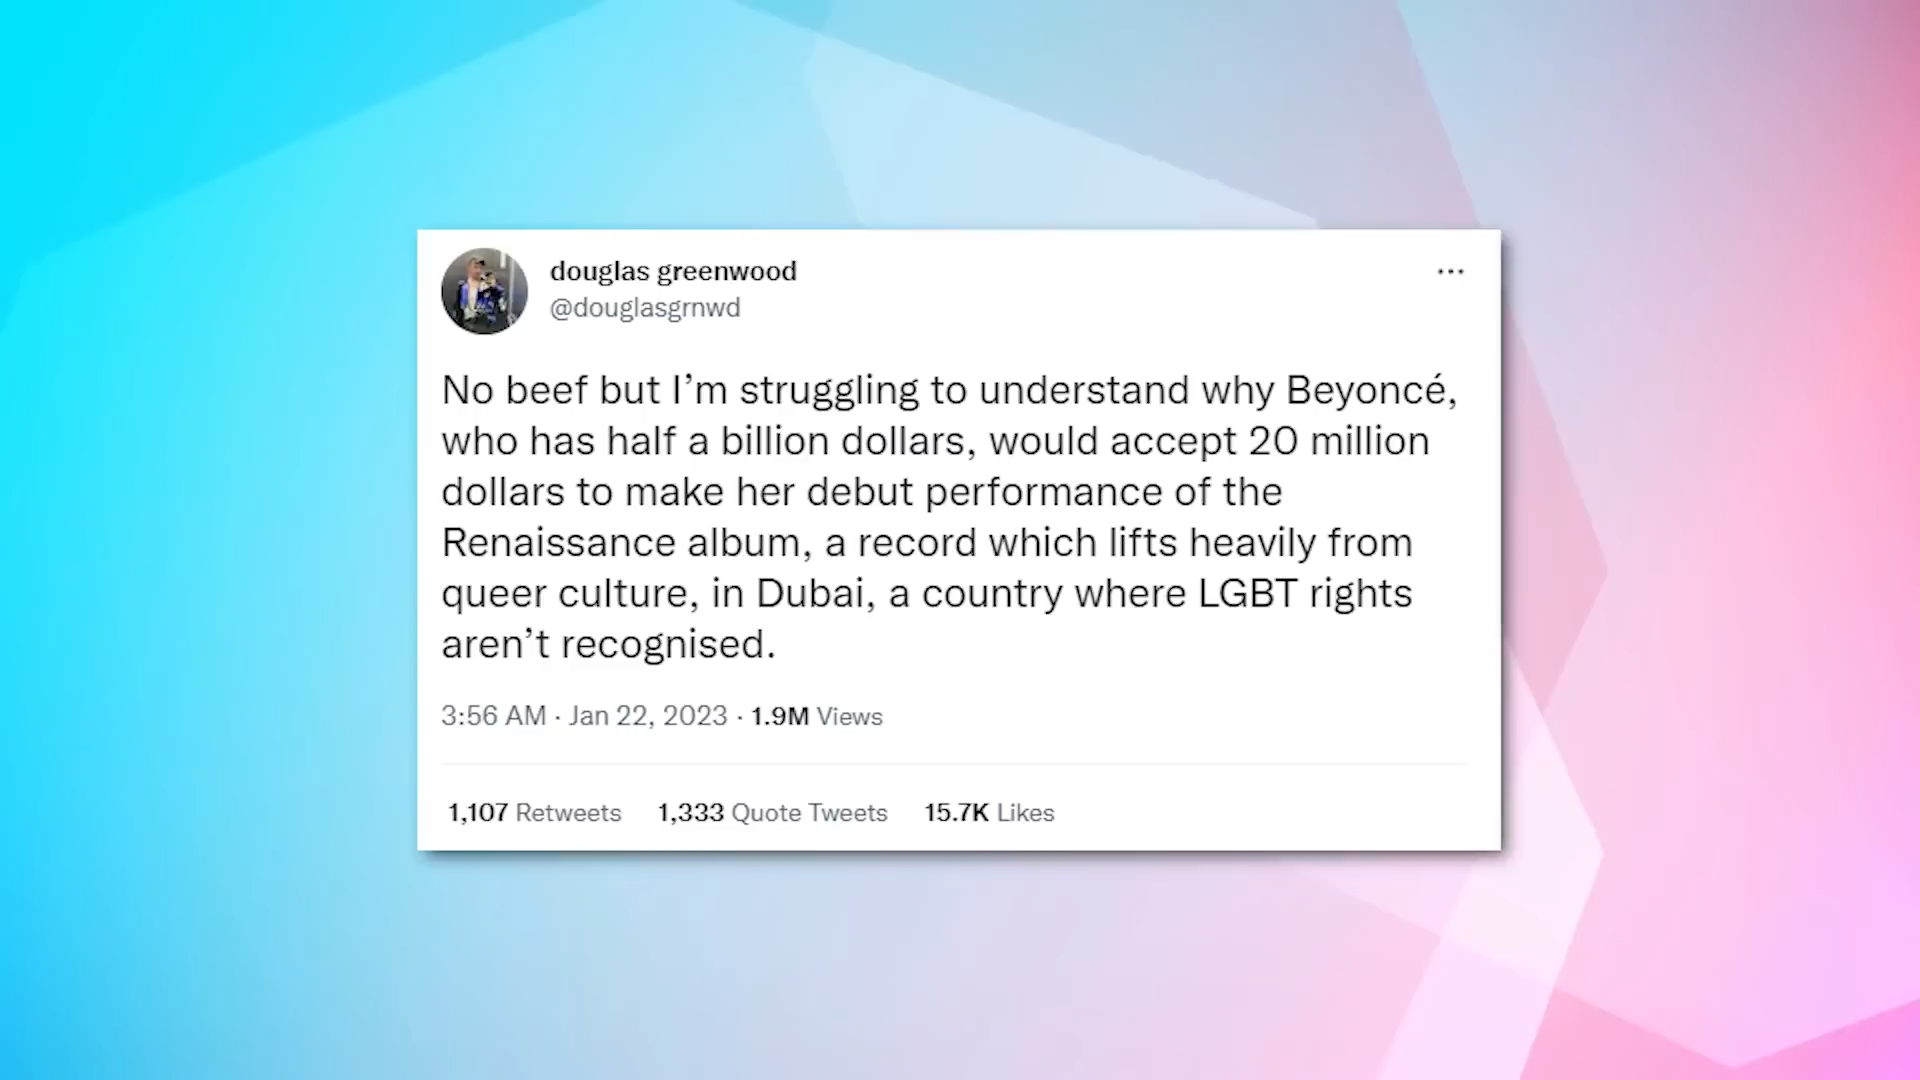 douglas greenwood
@douglasgrnwd
No beef but I’m struggling to understand why Beyoncé,
who has half a billion dollars, would accept 20 million
dollars to make her debut performance of the
Renaissance album, a record which lifts heavily from
queer culture, in Dubai, a country where LGBT rights
aren’t recognised.
3:56 AM · Jan 22, 2023 · 1.9M Views
1,107 Retweets 1,333 Quote Tweets 15.7K Likes